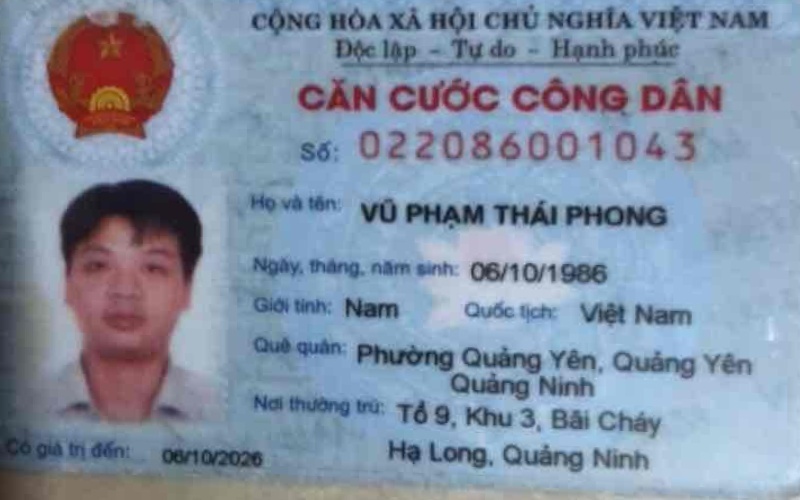 CỘNG HÒA XÃ HỘI CHỦ NGHĨA VIỆT NAM
Độc lập - Tự do - Hạnh phúc
CĂN CƯỚC CÔNG DÂN
Số: 022086001043
Họ và tên: VŨ PHẠM THÁI PHONG
Ngày, tháng, năm sinh: 06/10/1986
Giới tính: Nam Quốc tịch: Việt Nam
Quê quán: Phường Quảng Yên, Quảng Yên
Quảng Ninh
Nơi thường trú: Tổ 9, Khu 3, Bãi Cháy
Hạ Long, Quảng Ninh
Có giá trị đến: 06/10/2026